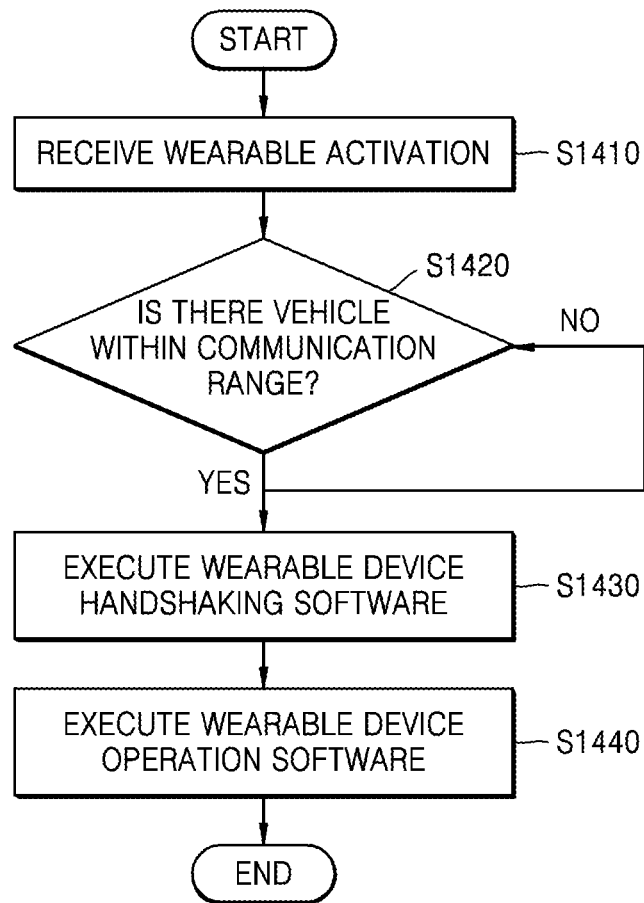 START
RECEIVE WEARABLE ACTIVATION
S1410
S1420
IS THERE VEHICLE
WITHIN COMMUNICATION
RANGE?
NO
YES
EXECUTE WEARABLE DEVICE
HANDSHAKING SOFTWARE
S1430
EXECUTE WEARABLE DEVICE
OPERATION SOFTWARE
S1440
END